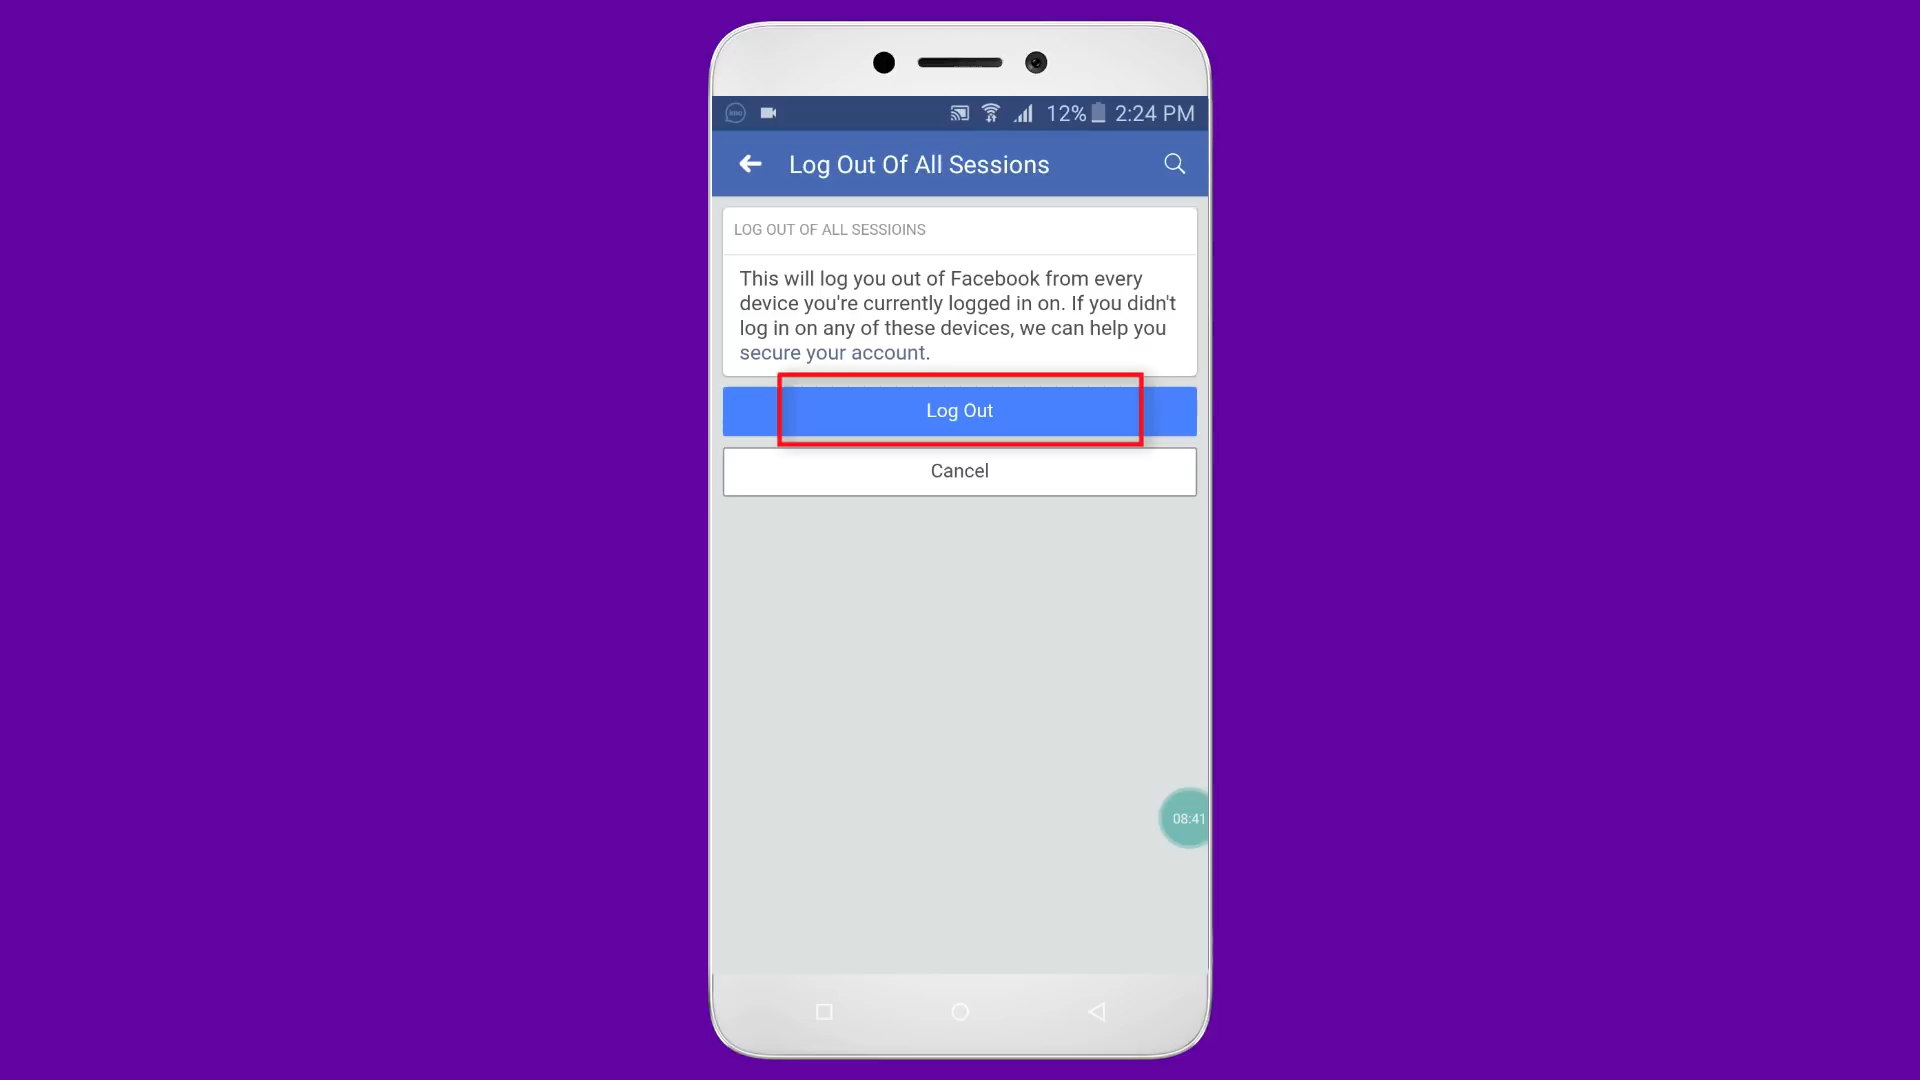 12% 2:24 PM
Log Out Of All Sessions
LOG OUT OF ALL SESSIOINS
This will log you out of Facebook from every
device you're currently logged in on. If you didn't
log in on any of these devices, we can help you
secure your account.
Log Out
Cancel
08:41